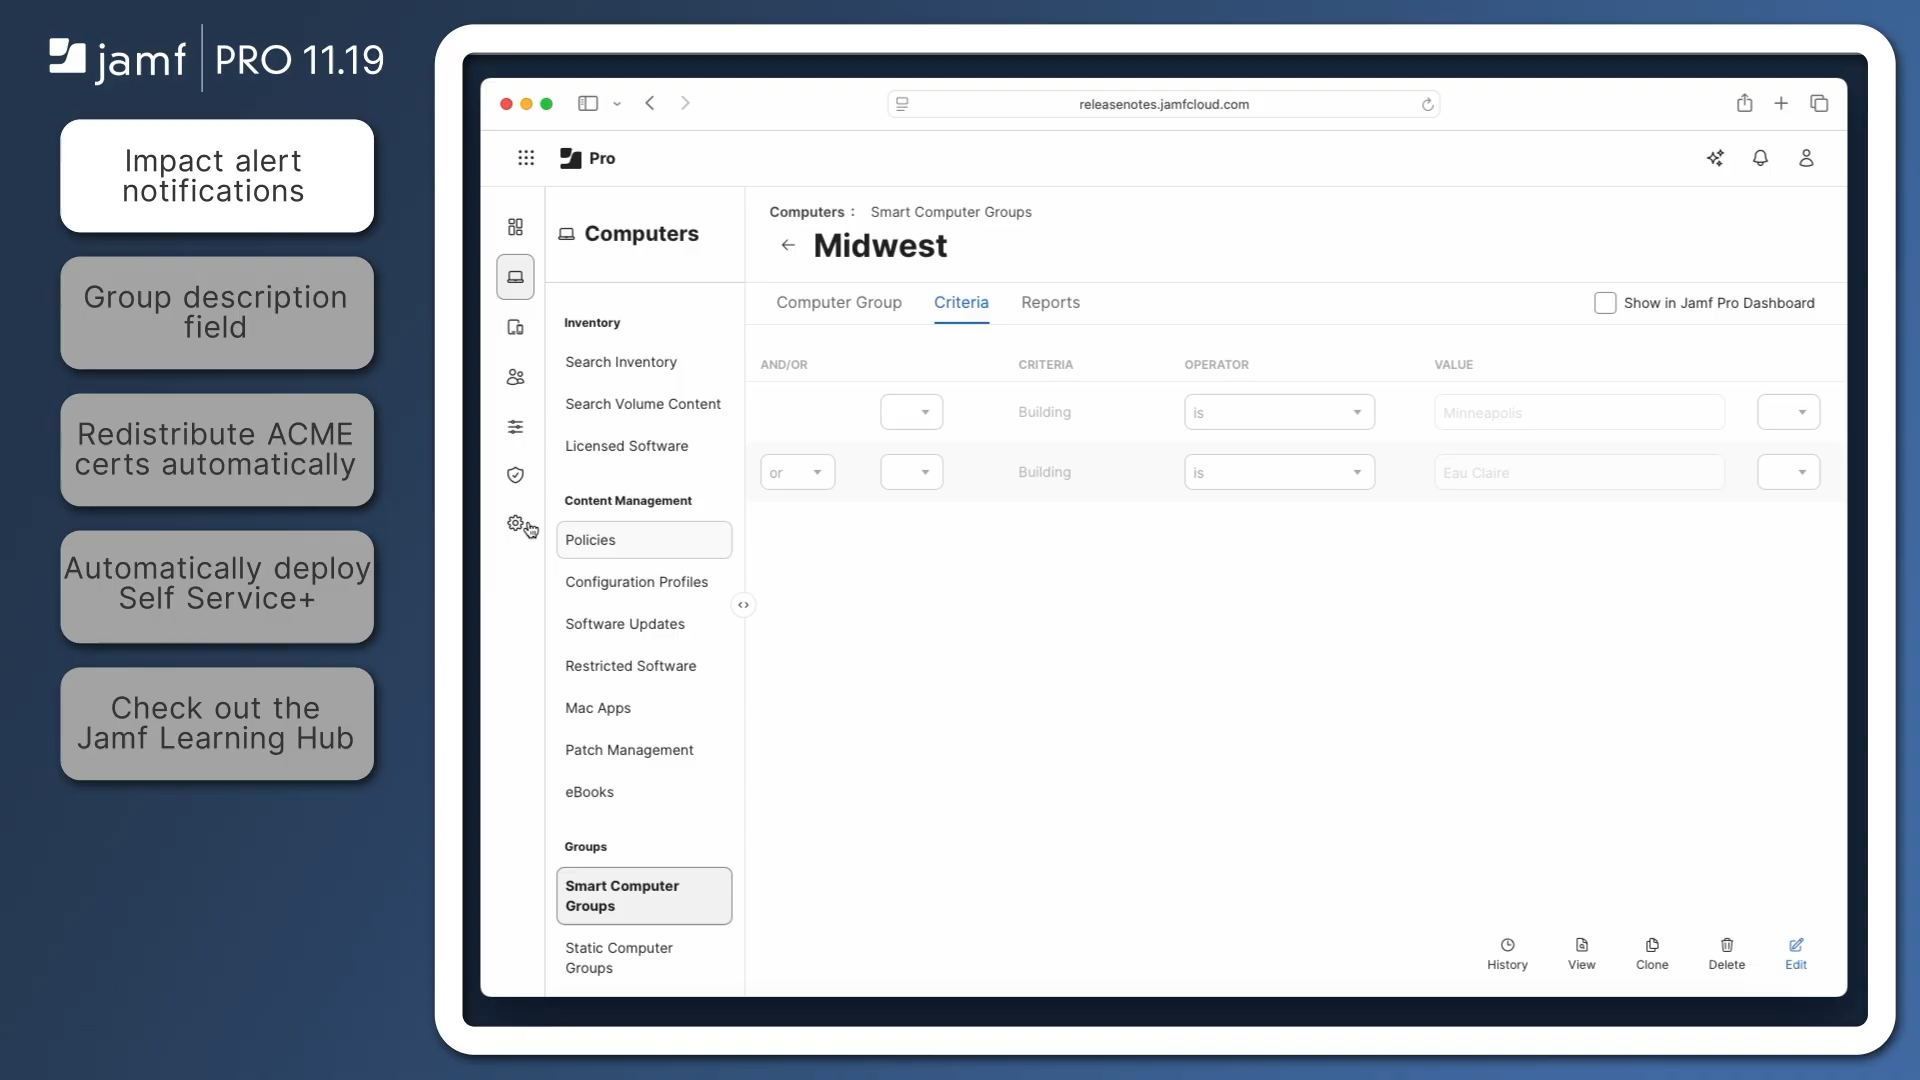 jamf PRO 11.19
Impact alert
notifications
Group description
field
Redistribute ACME
certs automatically
Automatically deploy
Self Service+
Check out the
Jamf Learning Hub
releasenotes.jamfcloud.com
Pro
Computers
Inventory
Search Inventory
Search Volume Content
Licensed Software
Content Management
Policies
Configuration Profiles
Software Updates
Restricted Software
Mac Apps
Patch Management
eBooks
Groups
Smart Computer
Groups
Static Computer
Groups
Computers : Smart Computer Groups
Midwest
Computer Group Criteria Reports Show in Jamf Pro Dashboard
AND/OR CRITERIA OPERATOR VALUE
Building is Minneapolis
or Building is Eau Claire
History View Clone Delete Edit